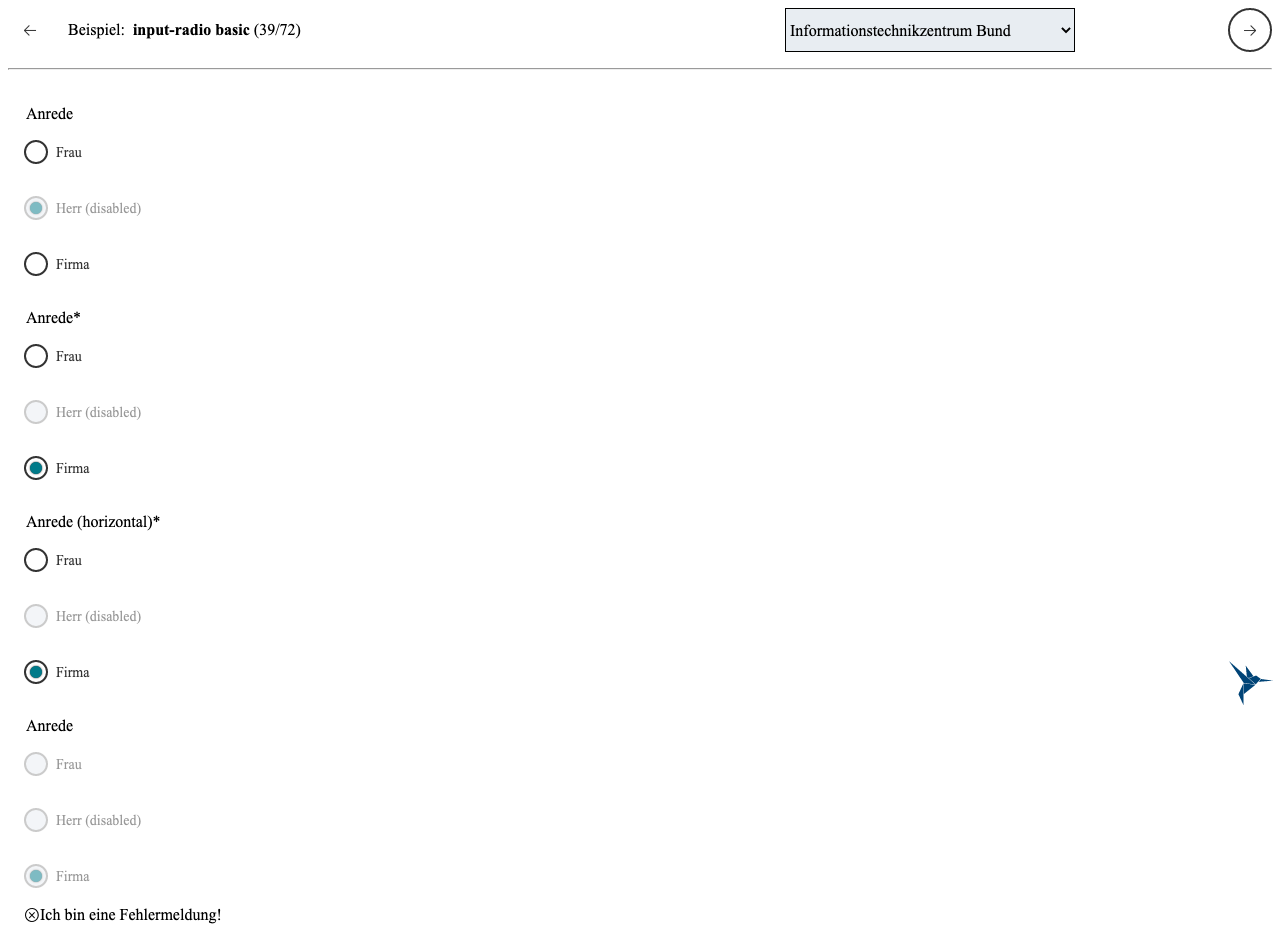 Beispiel: input-radio basic (39/72)
Informationstechnikzentrum Bund
Anrede
Frau
Herr (disabled)
Firma
Anrede*
Frau
Herr (disabled)
Firma
Anrede (horizontal)*
Frau
Herr (disabled)
Firma
Anrede
Frau
Herr (disabled)
Firma
Ich bin eine Fehlermeldung!